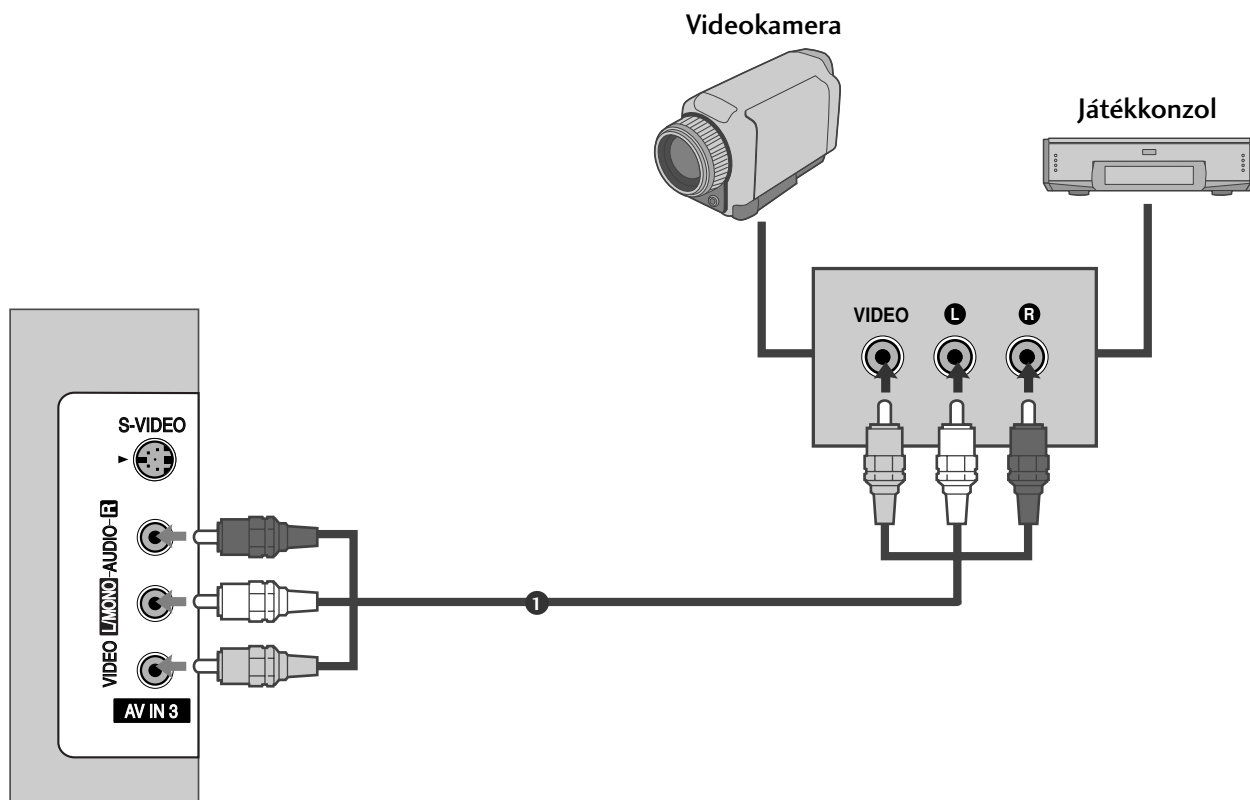 Videokamera
Játékkonzol
VIDEO L R
S-VIDEO
VIDEO L/MONO-AUDIO-R
AV IN 3
1